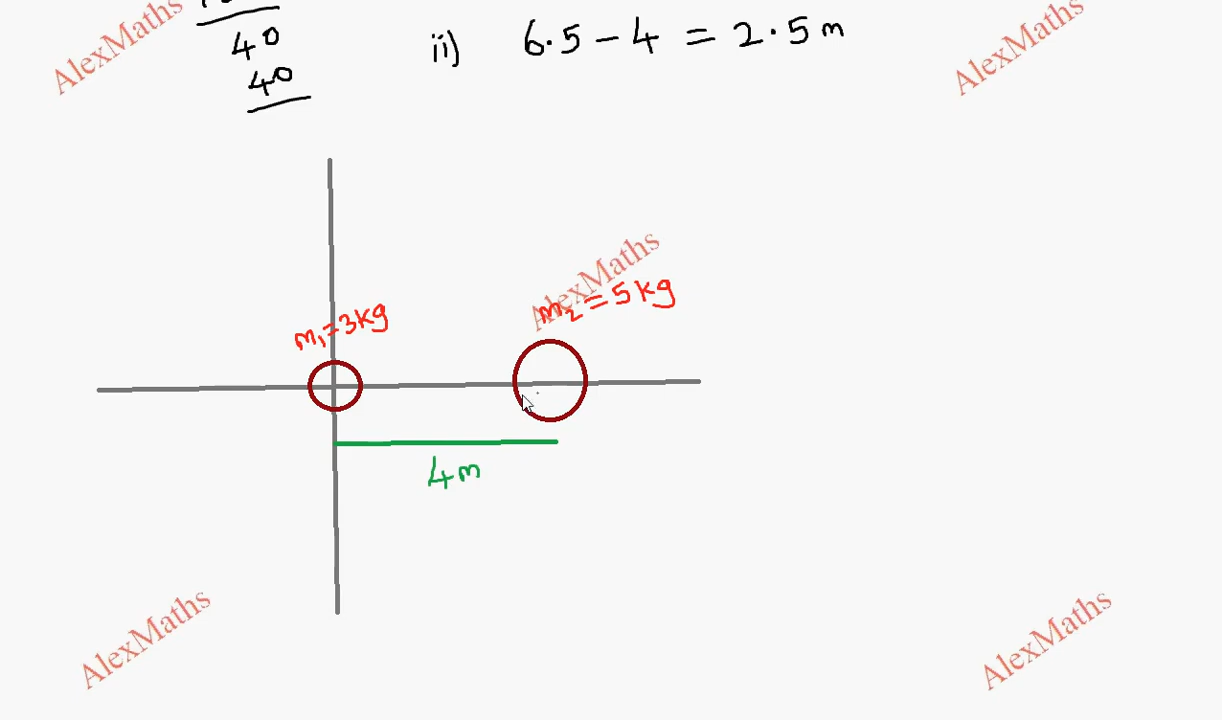 AlexMaths
AlexMaths
40
ii) 6.5 - 4 = 2.5 m
40
AlexMaths
m₁=3kg
m₂=5kg
4m
AlexMaths
AlexMaths